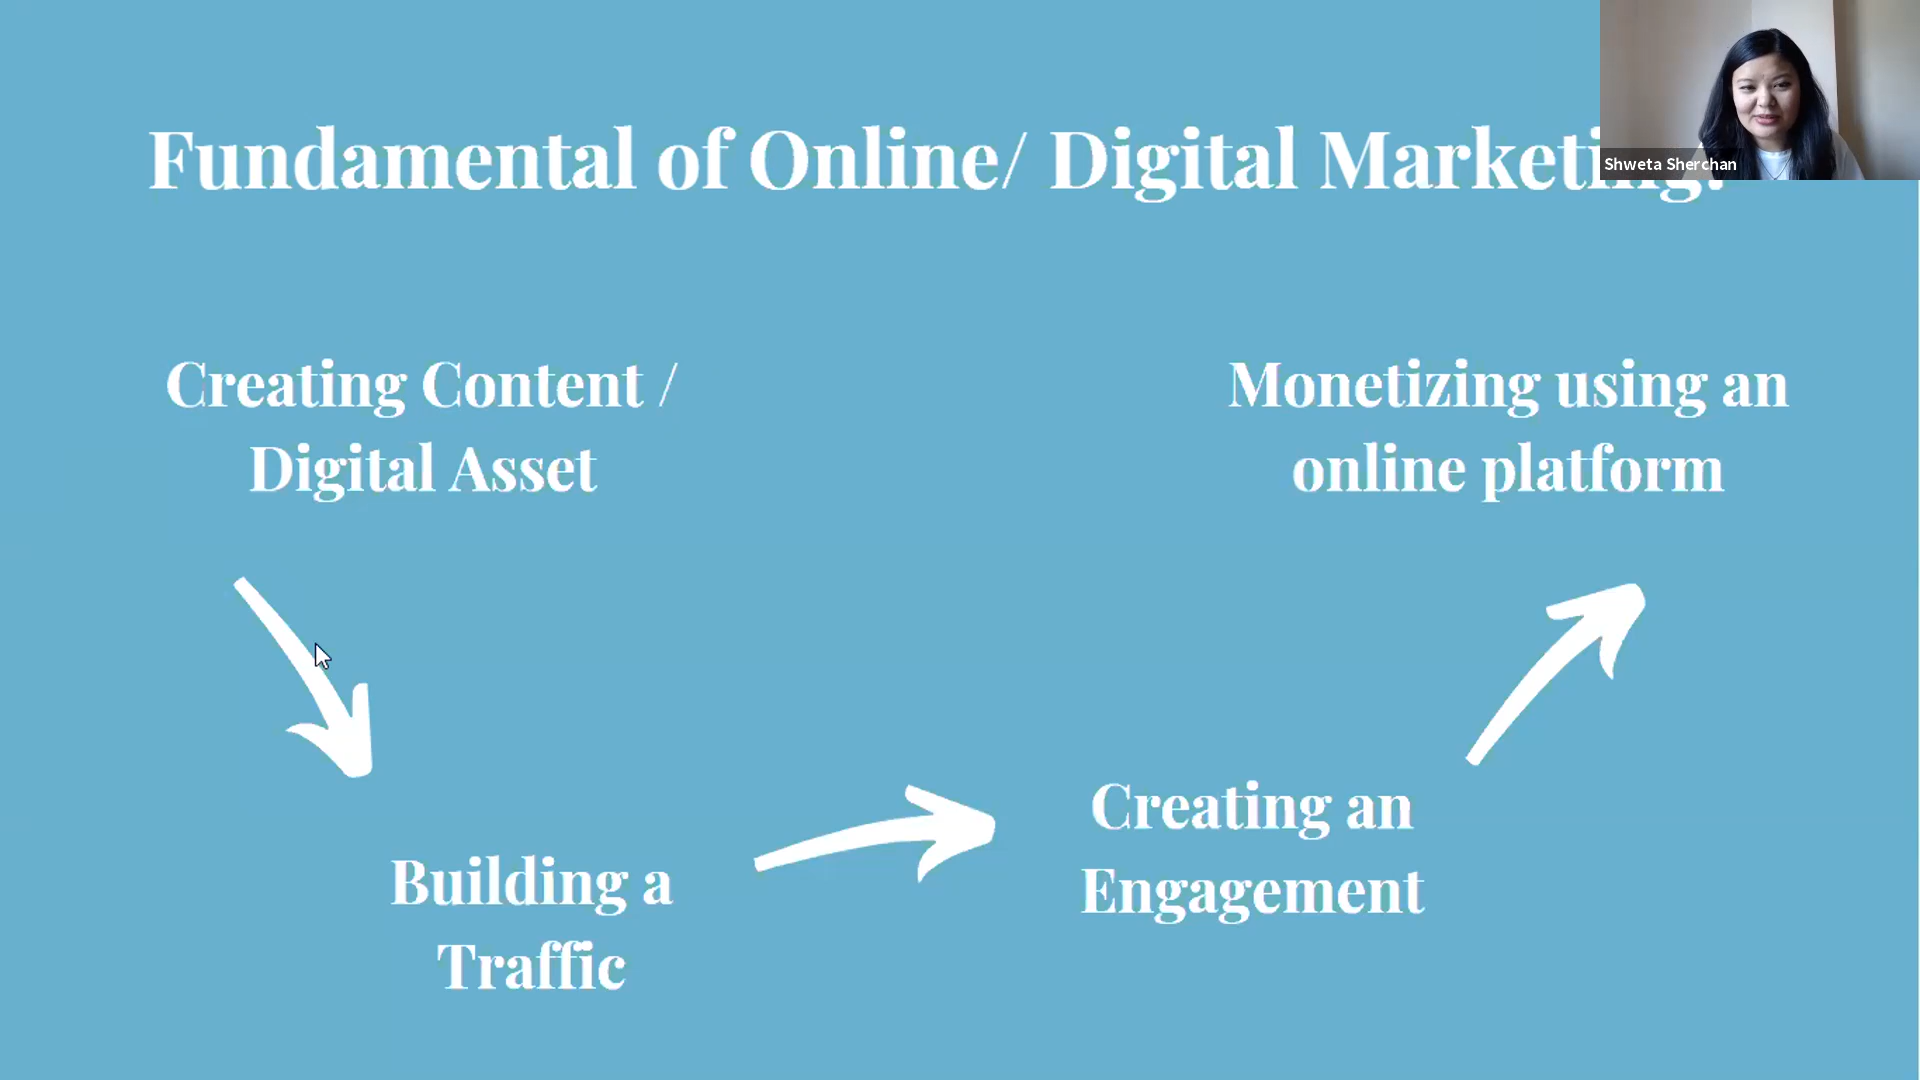 Fundamental of Online/ Digital Marketing.
Shweta Sherchan
Creating Content /
Digital Asset
Monetizing using an
online platform
Building a
Traffic
Creating an
Engagement